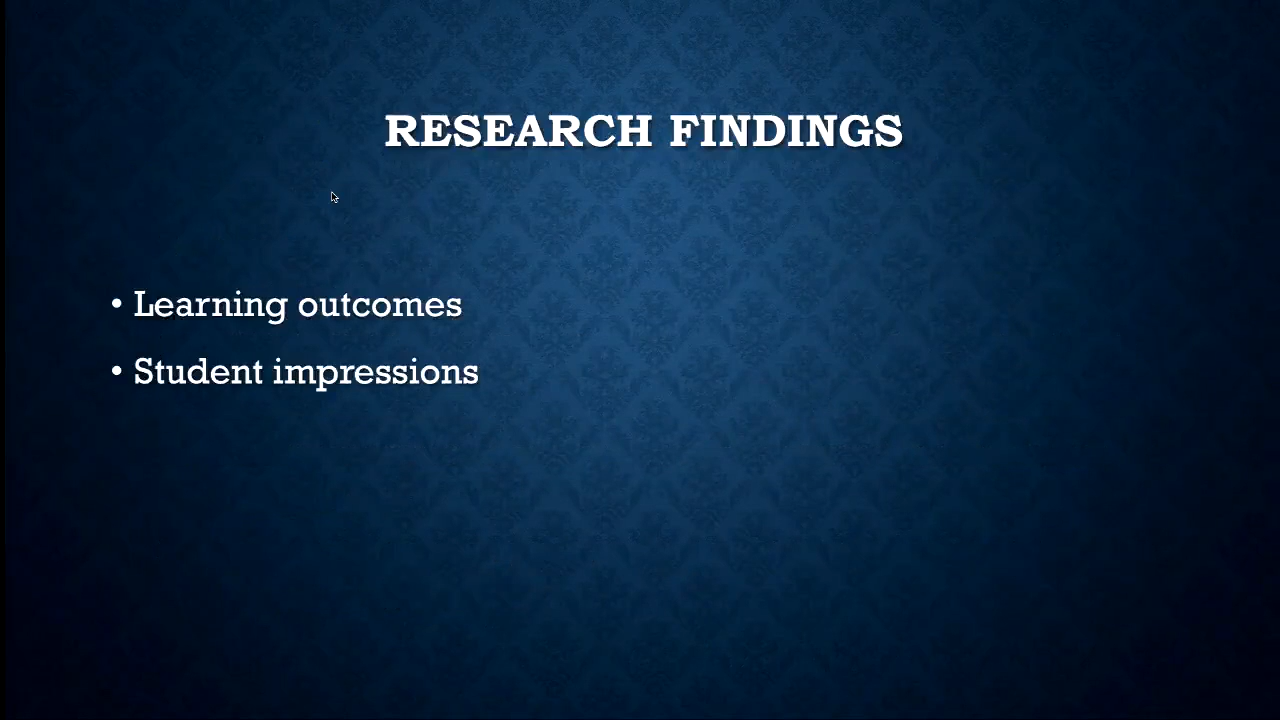 RESEARCH FINDINGS
• Learning outcomes
• Student impressions